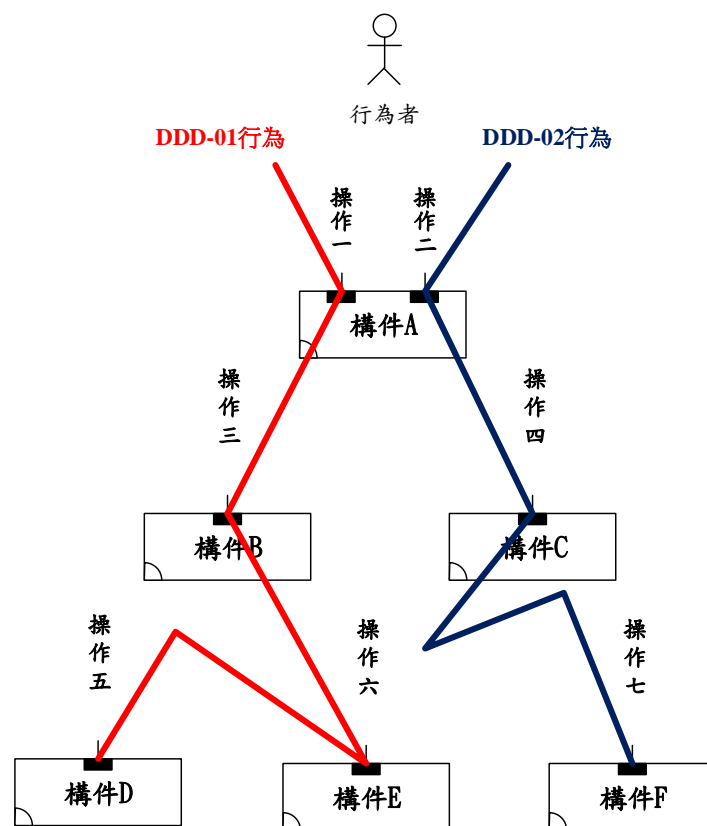 行為者
DDD-01行為
DDD-02行為
操作一
操作二
構件A
操作三
操作四
構件B
構件C
操作五
操作六
操作七
構件D
構件E
構件F